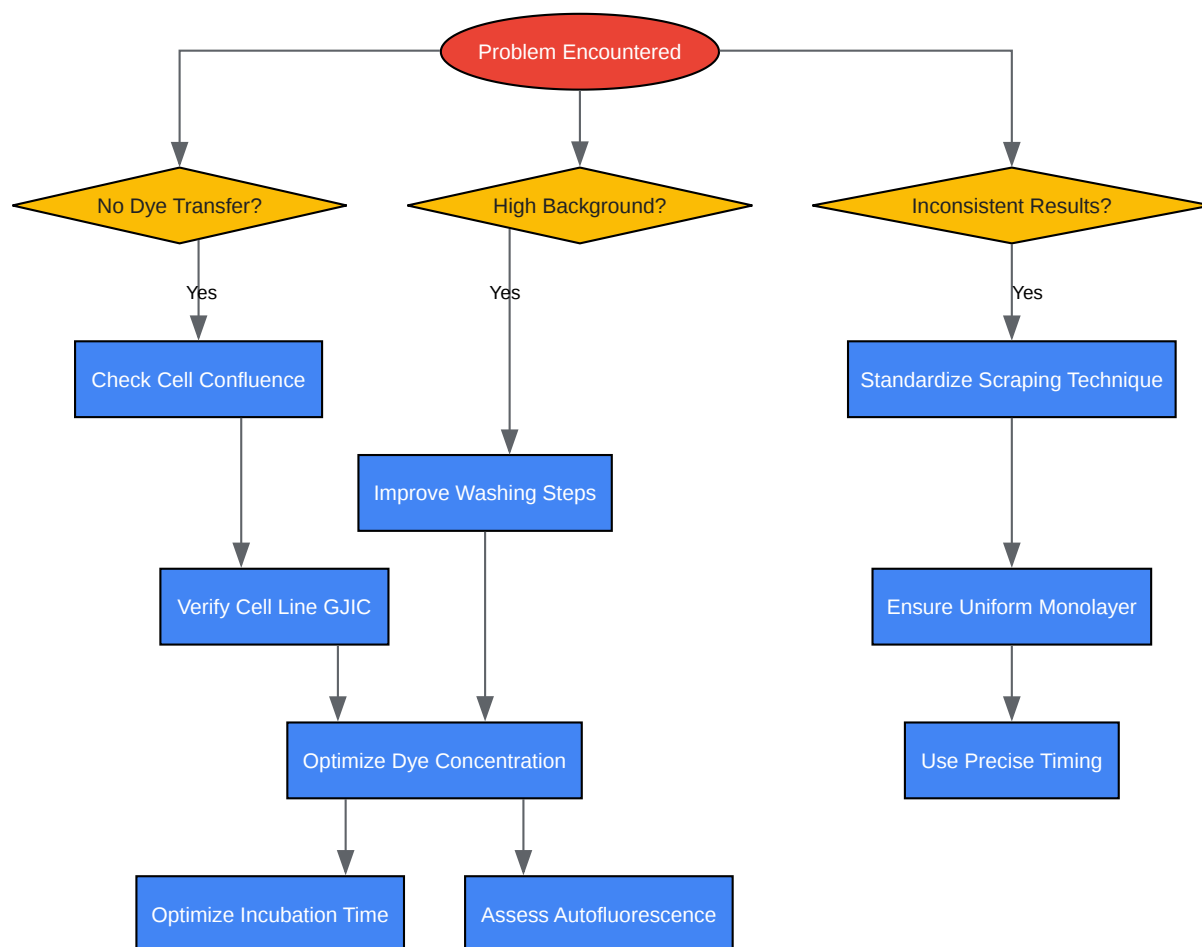 Problem Encountered
No Dye Transfer?
High Background?
Inconsistent Results?
Yes
Yes
Yes
Check Cell Confluence
Standardize Scraping Technique
Improve Washing Steps
Verify Cell Line GJIC
Ensure Uniform Monolayer
Optimize Dye Concentration
Use Precise Timing
Optimize Incubation Time
Assess Autofluorescence